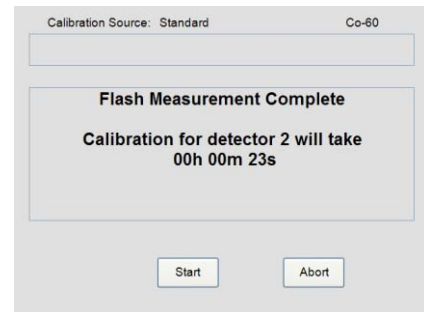 Calibration Source: Standard Co-60
Flash Measurement Complete
Calibration for detector 2 will take
00h 00m 23s
Start Abort